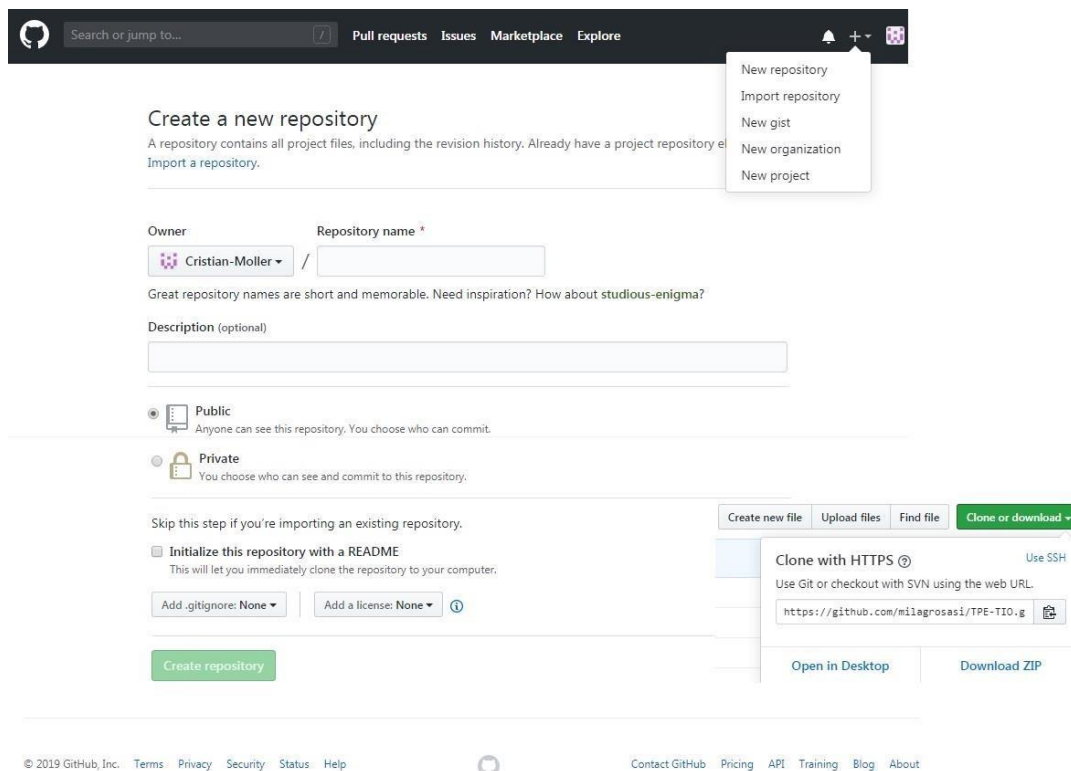 Search or jump to...
/
Pull requests Issues Marketplace Explore
New repository
Import repository
New gist
New organization
New project
Create a new repository
A repository contains all project files, including the revision history. Already have a project repository
Import a repository.
Owner Repository name *
Cristian-Moller /
Great repository names are short and memorable. Need inspiration? How about studious-enigma?
Description (optional)
Public
Anyone can see this repository. You choose who can commit.
Private
You choose who can see and commit to this repository.
Skip this step if you're importing an existing repository.
Initialize this repository with a README
This will let you immediately clone the repository to your computer.
Add .gitignore: None Add a license: None
Create repository
Create new file Upload files Find file Clone or download
Clone with HTTPS Use SSH
Use Git or checkout with SVN using the web URL.
https://github.com/milagrosasi/TPE-TIO.g
Open in Desktop Download ZIP
© 2019 GitHub, Inc. Terms Privacy Security Status Help Contact GitHub Pricing API Training Blog About